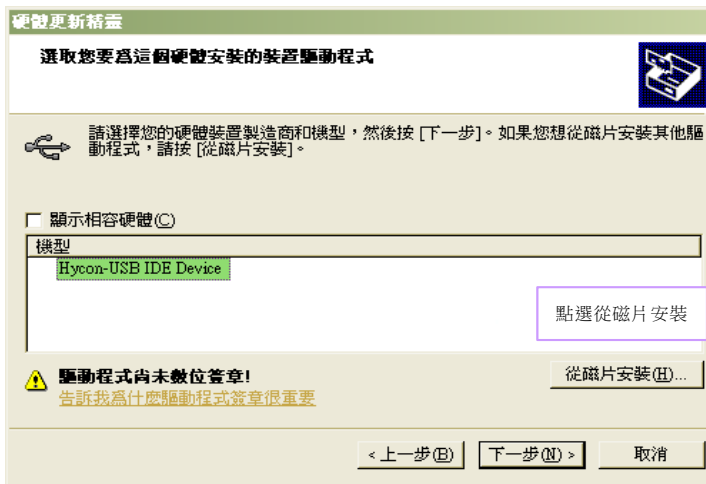 硬體更新精靈
選取您要為這個硬體安裝的裝置驅動程式
請選擇您的硬體裝置製造商和機型，然後按 [下一步]。如果您想從磁片安裝其他驅
動程式，請按 [從磁片安裝]。
顯示相容硬體(C)
機型
Hycon-USB IDE Device
點選從磁片安裝
驅動程式尚未數位簽章!
告訴我為什麼驅動程式簽章很重要
從磁片安裝(H)...
< 上一步(B)
下一步(N) >
取消